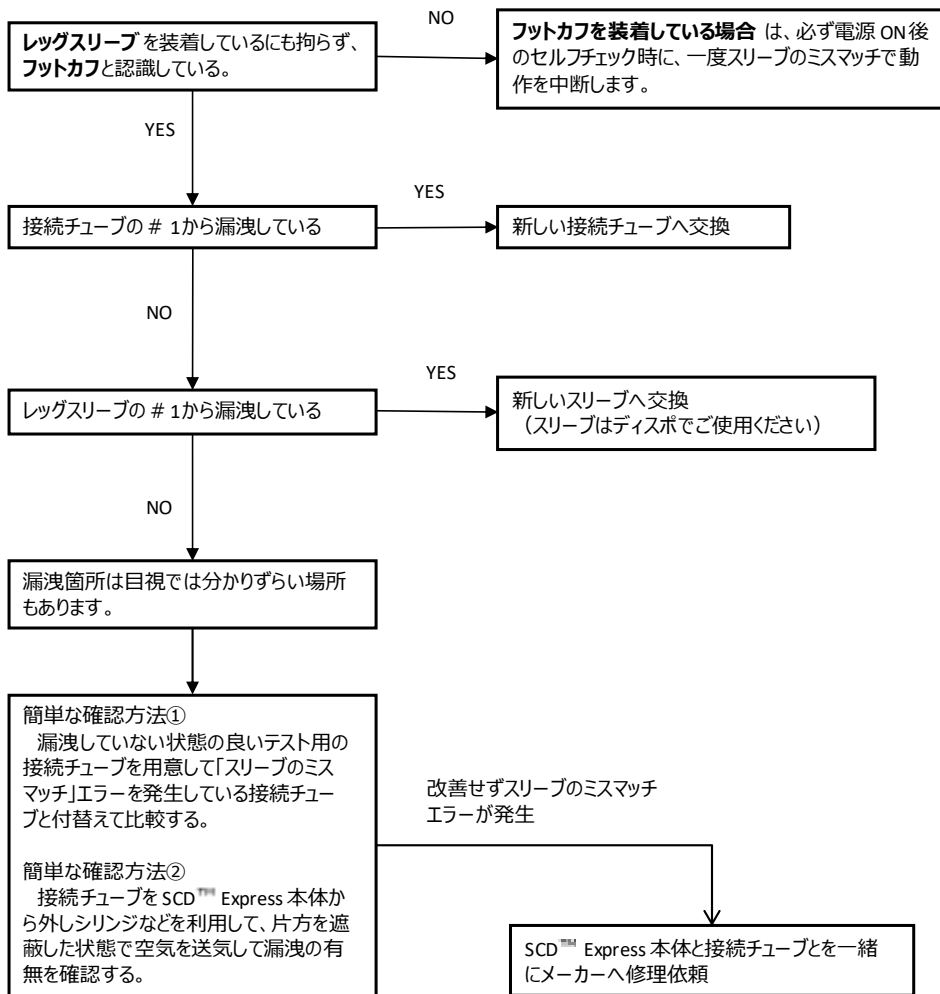 レッグスリーブ を装着しているにも拘らず、
フットカフと認識している。
NO
フットカフを装着している場合 は、必ず電源 ON後
のセルフチェック時に、一度スリーブのミスマッチで動
作を中断します。
YES
接続チューブの # 1から漏洩している
YES
新しい接続チューブへ交換
NO
レッグスリーブの # 1から漏洩している
YES
新しいスリーブへ交換
（スリーブはディスポでご使用ください）
NO
漏洩箇所は目視では分かりずらい場所
もあります。
簡単な確認方法①
漏洩していない状態の良いテスト用の
接続チューブを用意して「スリーブのミス
マッチ」エラーを発生している接続チュー
ブと付替えて比較する。
簡単な確認方法②
接続チューブを SCD™ Express 本体か
ら外しシリンジなどを利用して、片方を遮
蔽した状態で空気を送気して漏洩の有
無を確認する。
改善せずスリーブのミスマッチ
エラーが発生
SCD™ Express 本体と接続チューブとを一緒
にメーカーへ修理依頼